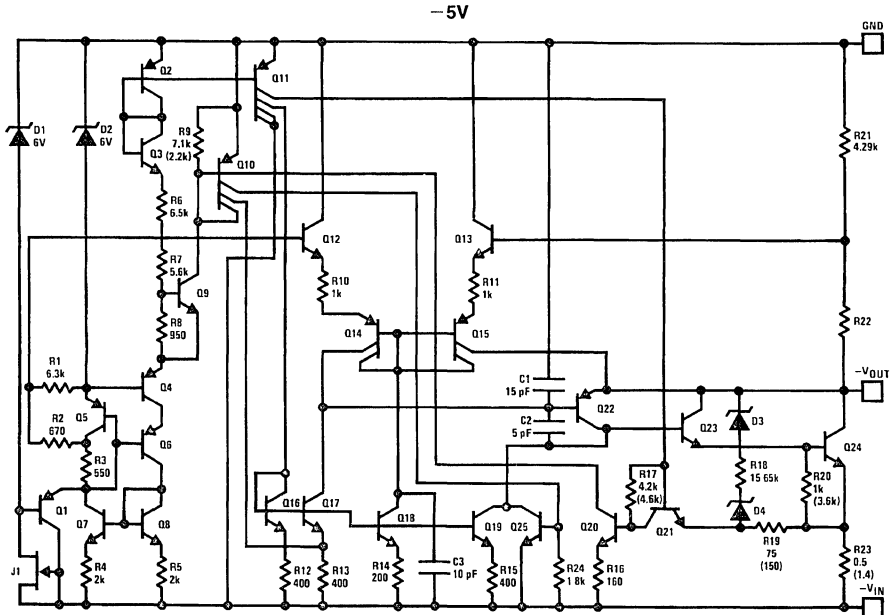 −5V
GND
Q2
Q11
D1
6V
D2
6V
Q3
R9
7.1k
(2.2k)
Q10
R21
4.29k
R6
6.5k
Q12
Q13
R7
5.6k
Q9
R10
1k
R11
1k
R8
950
Q14
Q15
R22
R1
6.3k
Q4
C1
15 pF
−VOUT
Q5
Q22
D3
R2
670
Q6
C2
5 pF
Q23
Q24
R3
550
R17
4.2k
(4.6k)
R18
15 65k
R20
1k
(3.6k)
Q1
Q7
Q8
Q16
Q17
Q18
Q19
Q25
Q20
Q21
D4
R19
75
(150)
J1
R4
2k
R5
2k
R12
400
R13
400
R14
200
C3
10 pF
R15
400
R24
1 8k
R16
160
R23
0.5
(1.4)
−VIN